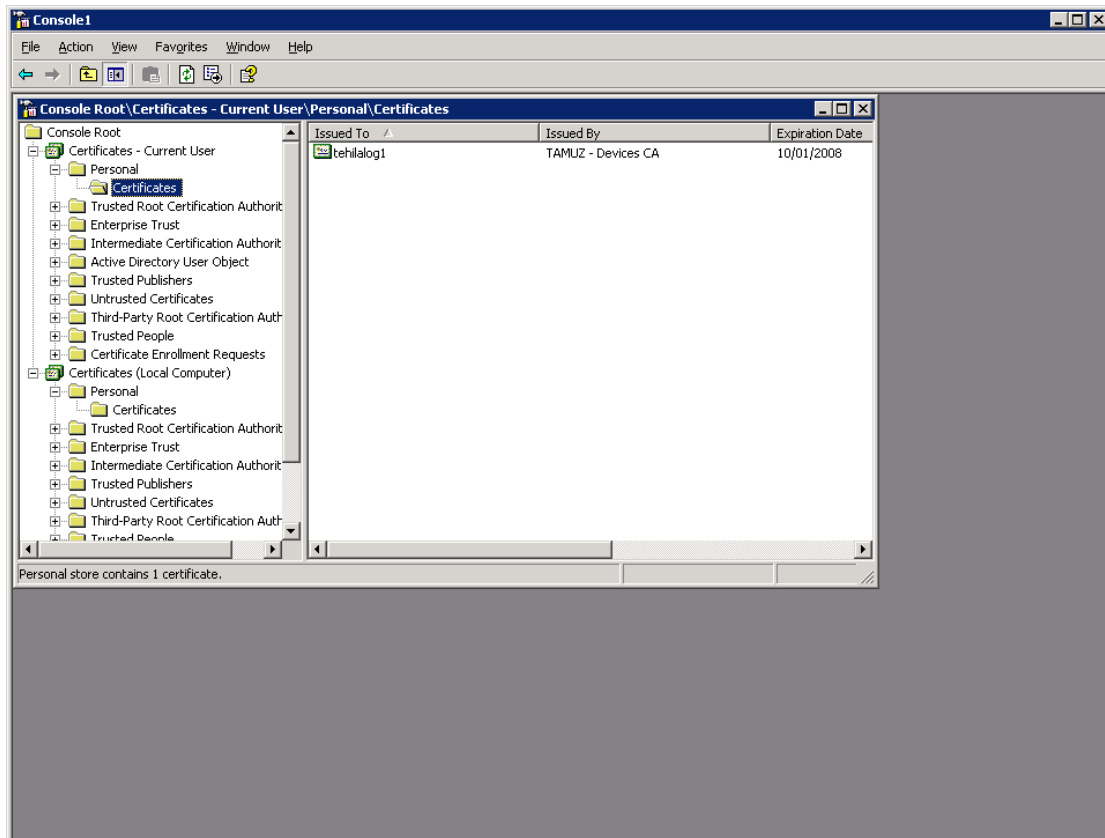 Console1
File Action View Favorites Window Help
Console Root\Certificates - Current User\Personal\Certificates
Console Root
Certificates - Current User
Personal
Certificates
Trusted Root Certification Authorit
Enterprise Trust
Intermediate Certification Authorit
Active Directory User Object
Trusted Publishers
Untrusted Certificates
Third-Party Root Certification Auth
Trusted People
Certificate Enrollment Requests
Certificates (Local Computer)
Personal
Certificates
Trusted Root Certification Authorit
Enterprise Trust
Intermediate Certification Authorit
Trusted Publishers
Untrusted Certificates
Third-Party Root Certification Auth
Trusted People
Issued To Issued By Expiration Date
tehilalog1 TAMUZ - Devices CA 10/01/2008
Personal store contains 1 certificate.